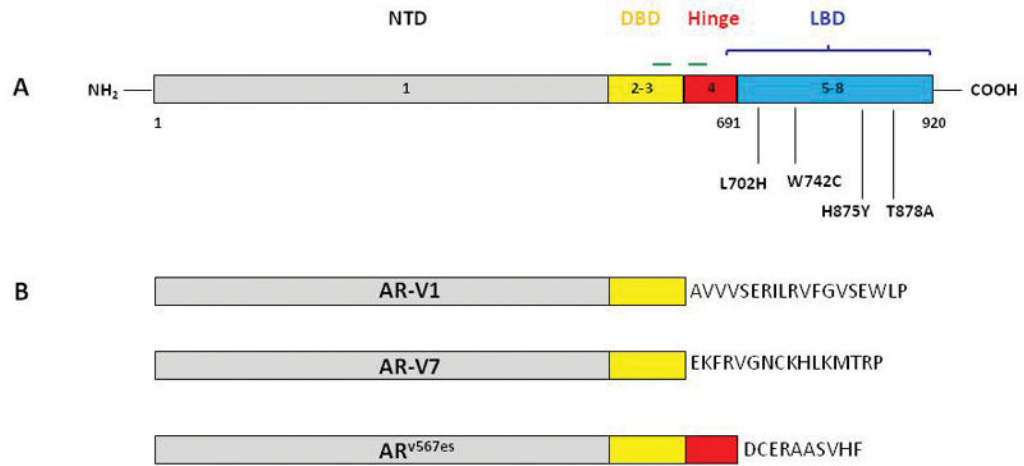 NTD DBD Hinge LBD
A NH2 1 2-3 4 5-8 COOH
1 691 920
L702H W742C
H875Y T878A
B AR-V1 AVVVSERILRVFGVSEWLP
AR-V7 EKFRVGNCKHLKMTRP
ARv567es DCERAASVHF